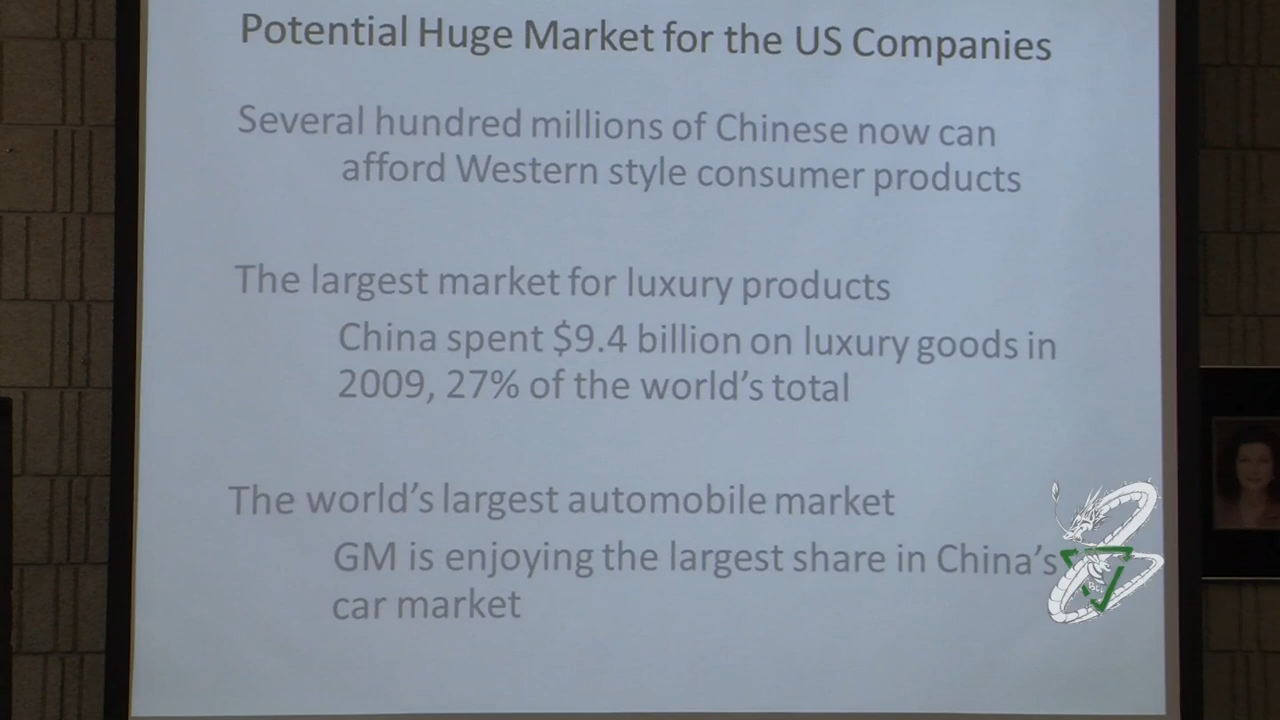 Potential Huge Market for the US Companies
Several hundred millions of Chinese now can
afford Western style consumer products
The largest market for luxury products
China spent $9.4 billion on luxury goods in
2009, 27% of the world's total
The world's largest automobile market
GM is enjoying the largest share in China's
car market